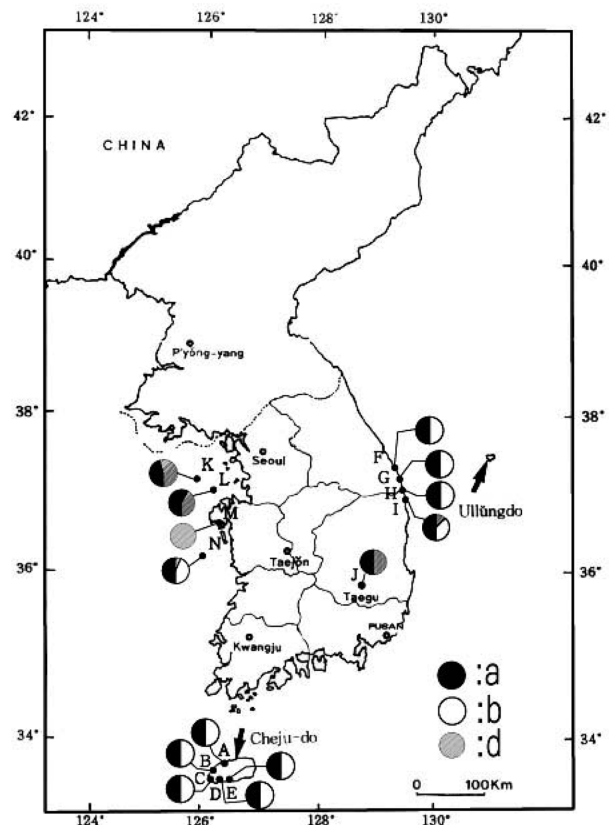 124° 126° 128° 130°
42° 42°
CHINA
40° 40°
P'yong-yang
38° 38°
K
Seoul
F
L
G
H
Ullŭngdo
M
I
N
Taejŏn
36° 36°
J
Taegu
PUSAN
Kwangju
:a
:b
34° 34°
Cheju-do
:d
A
B
C
D E
0 100Km
124° 126° 128° 130°